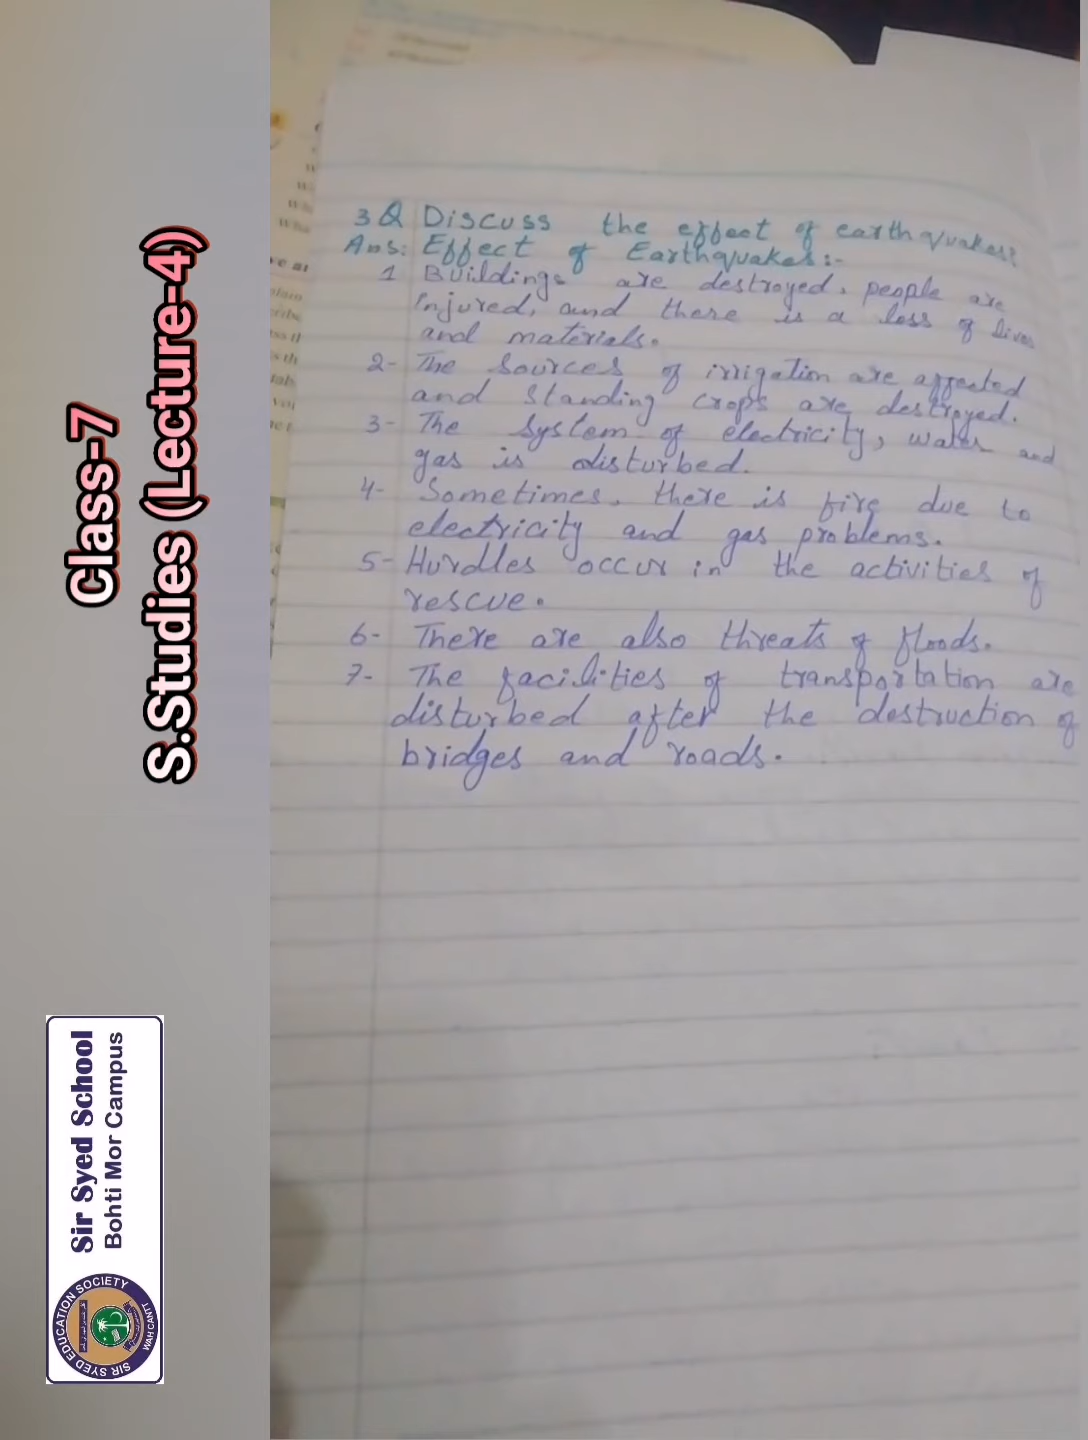 Class-7
S.Studies (Lecture-4)
Sir Syed School
Bohti Mor Campus
SIR SYED EDUCATION SOCIETY
WAH CANTT
3 Q Discuss the effect of earthquakes?
Ans: Effect of Earthquakes:-
1 Buildings are destroyed, people are
injured, and there is a loss of lives
and materials.
2- The sources of irrigation are affected
and standing crops are destroyed.
3- The system of electricity, water and
gas is disturbed.
4- Sometimes, there is fire due to
electricity and gas problems.
5- Hurdles occur in the activities of
rescue.
6- There are also threats of floods.
7- The facilities of transportation are
disturbed after the destruction of
bridges and roads.